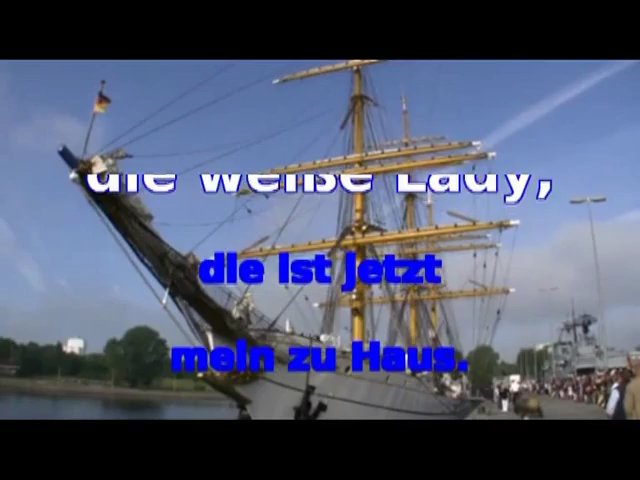 die weiße Lady,
die ist jetzt
mein zu Haus.